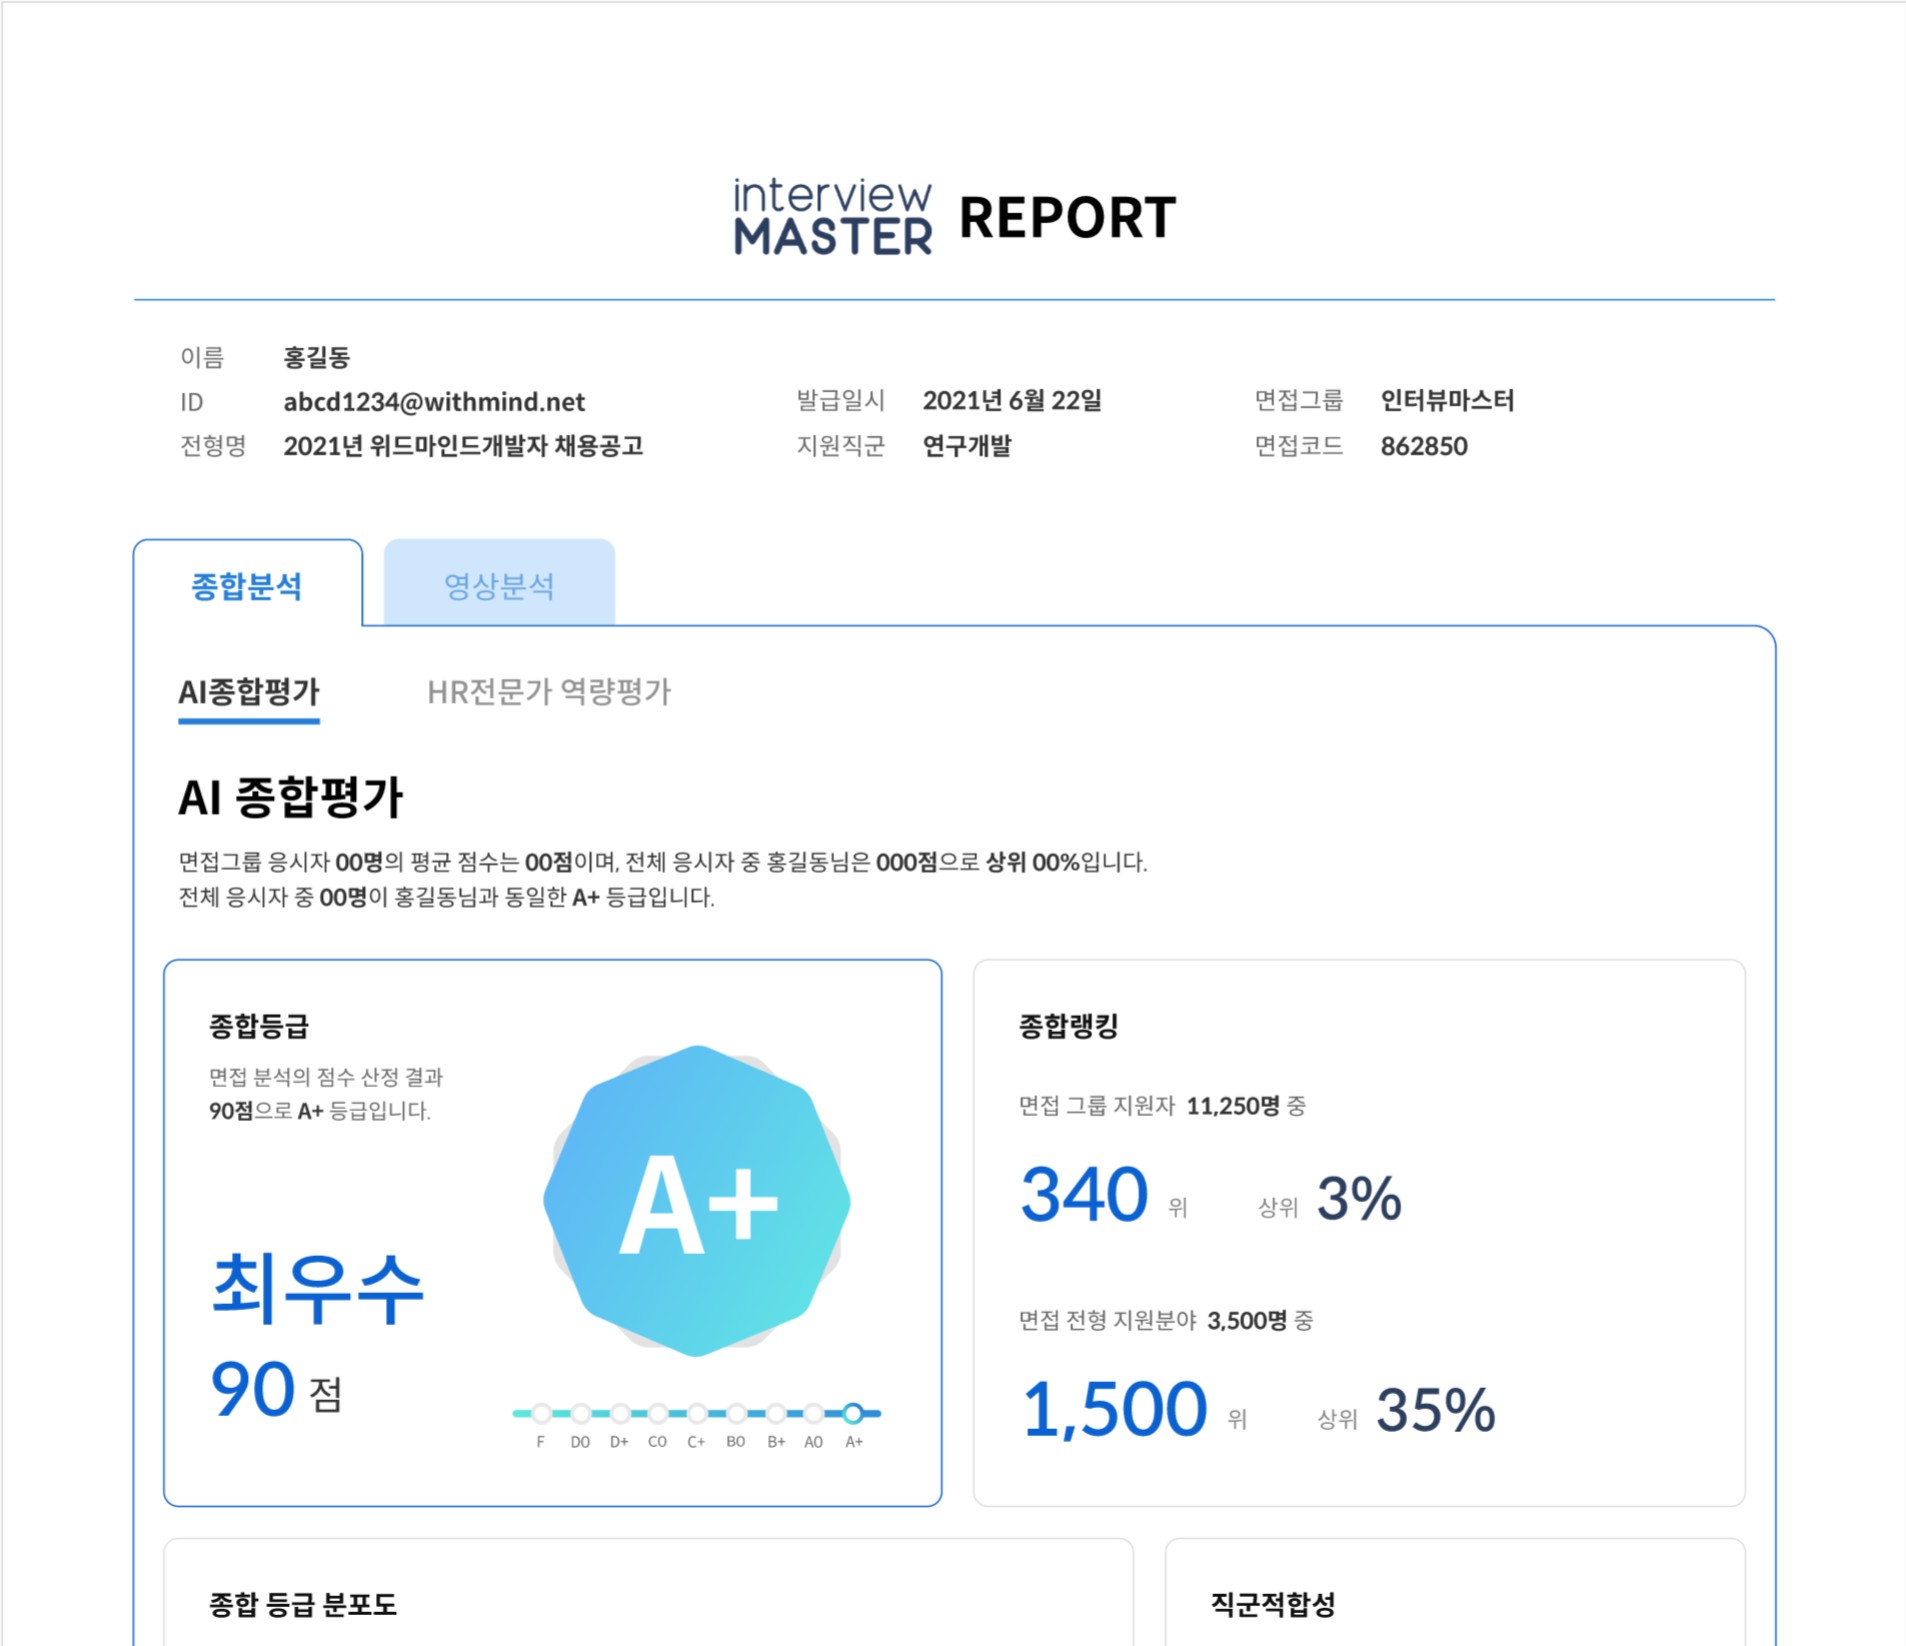 interview
MASTER
REPORT
이름 홍길동
ID abcd1234@withmind.net 발급일시 2021년 6월 22일 면접그룹 인터뷰마스터
전형명 2021년 위드마인드개발자 채용공고 지원직군 연구개발 면접코드 862850
종합분석 영상분석
AI종합평가 HR전문가 역량평가
AI 종합평가
면접그룹 응시자 00명의 평균 점수는 00점이며, 전체 응시자 중 홍길동님은 000점으로 상위 00%입니다.
전체 응시자 중 00명이 홍길동님과 동일한 A+ 등급입니다.
종합등급
면접 분석의 점수 산정 결과
90점으로 A+ 등급입니다.
A+
최우수
90 점
F D0 D+ C0 C+ B0 B+ A0 A+
종합랭킹
면접 그룹 지원자 11,250명 중
340 위 상위 3%
면접 전형 지원분야 3,500명 중
1,500 위 상위 35%
종합 등급 분포도
직군적합성